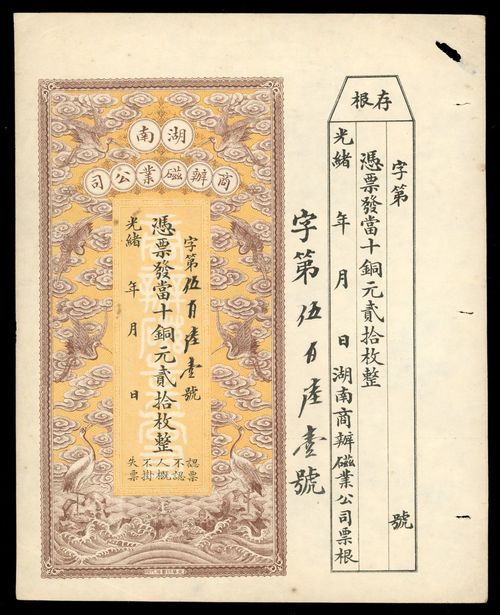 存根
字第 號
憑票發當十銅元貳拾枚整
光緒 年 月 日湖南商辦磁業公司票根
字第伍百陸壹號
湖南
商辦磁業公司
字第伍百陸壹號
憑票發當十銅元貳拾枚整
光緒 年 月 日
認票
不認
人概
不掛
失票